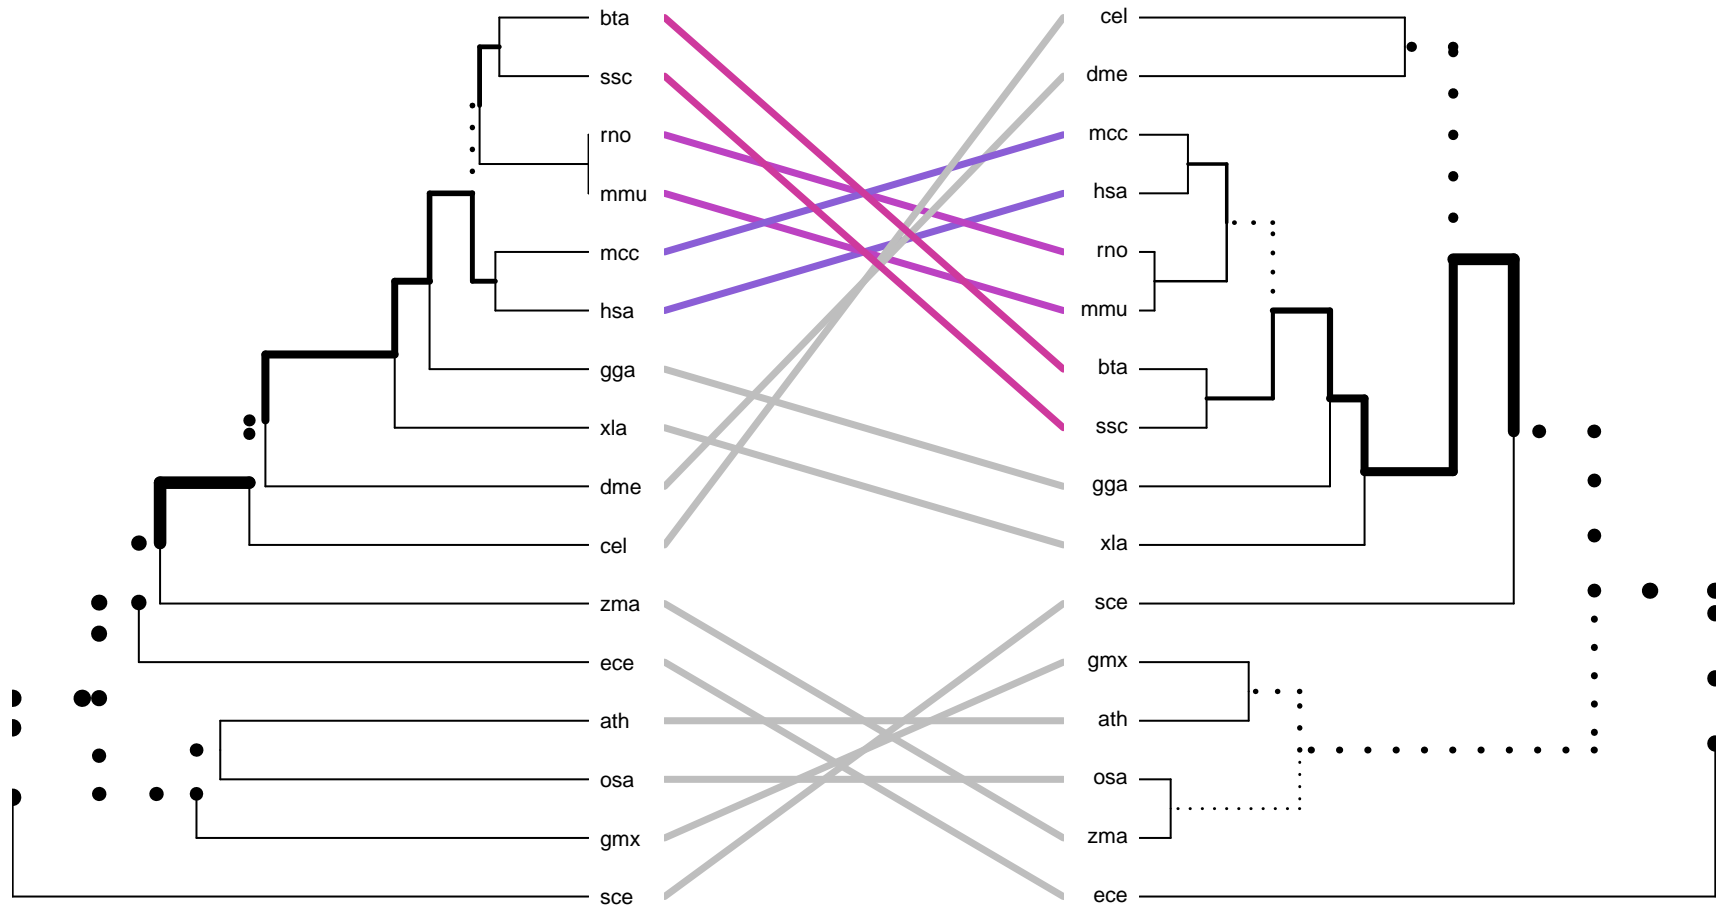 bta
ssc
rno
mmu
mcc
hsa
gga
xla
dme
cel
zma
ece
ath
osa
gmx
sce
cel
dme
mcc
hsa
rno
mmu
bta
ssc
gga
xla
sce
gmx
ath
osa
zma
ece